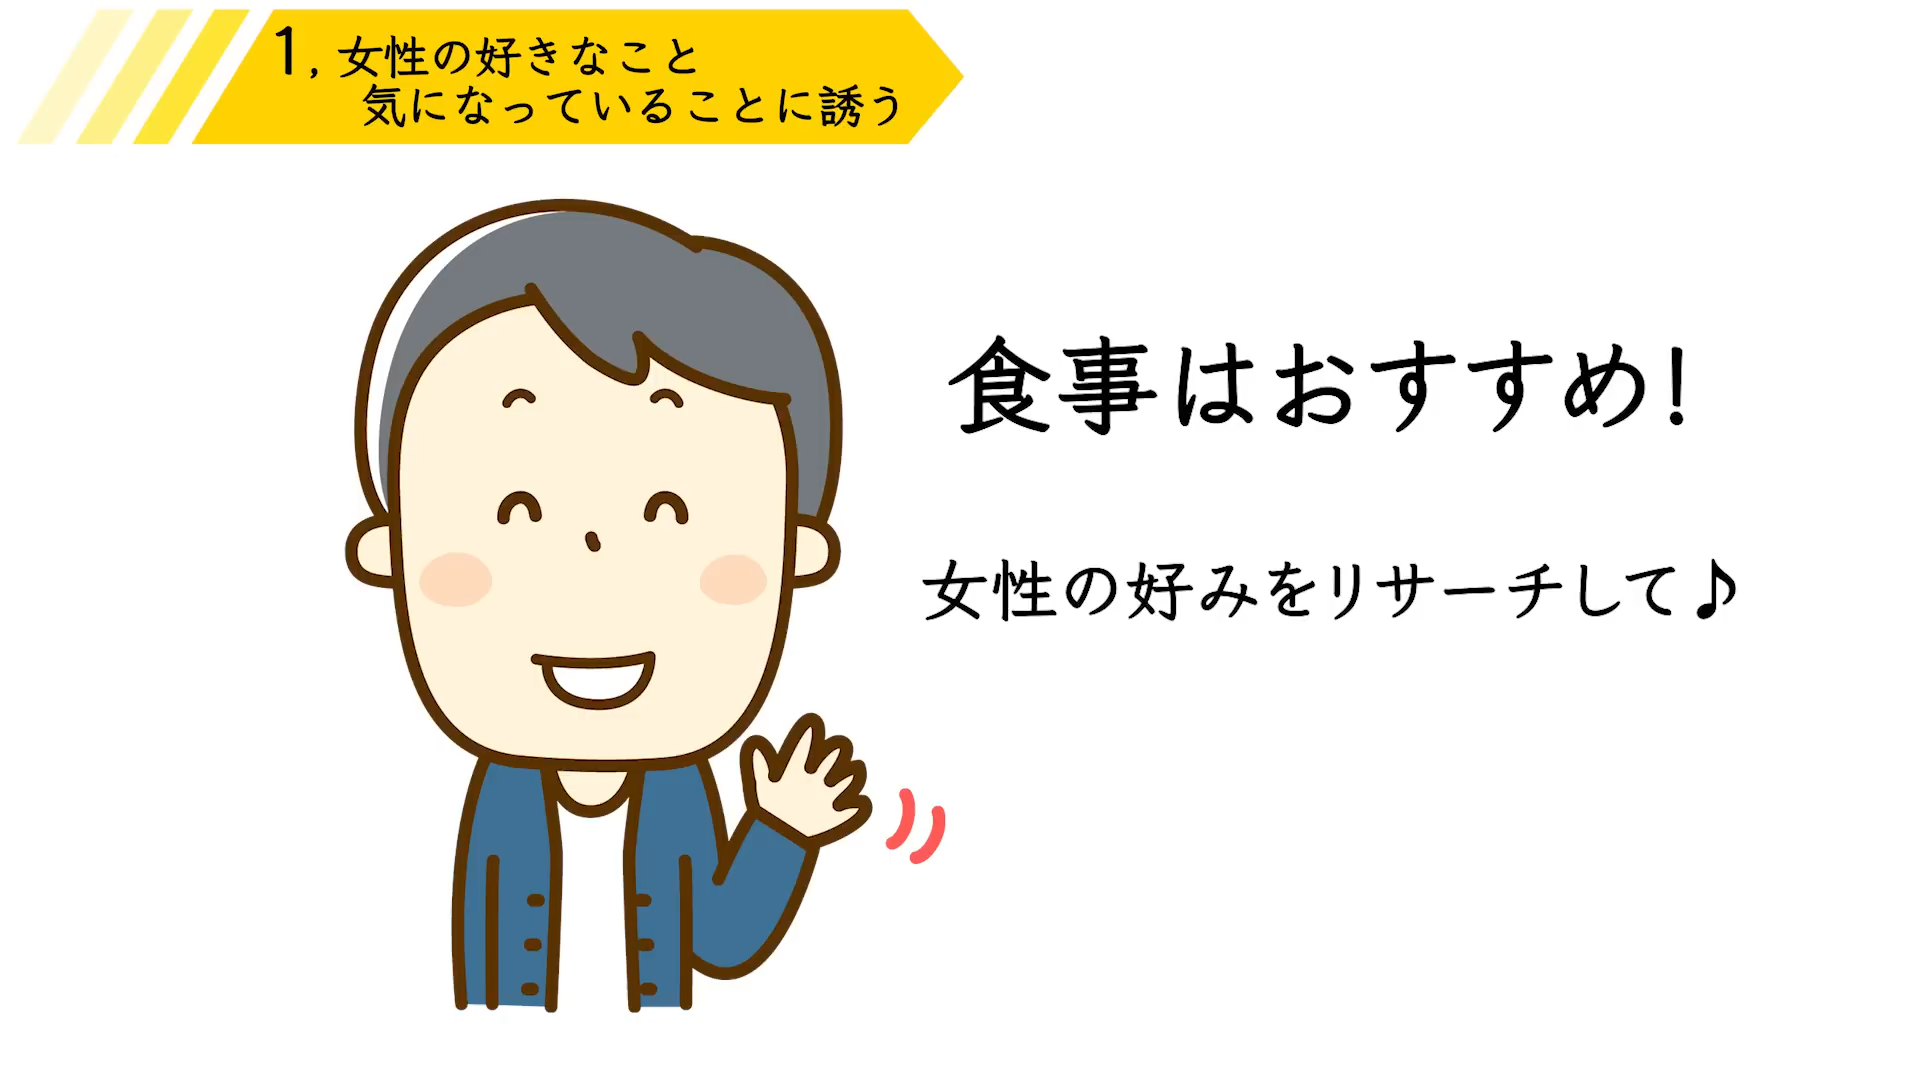 1, 女性の好きなこと
気になっていることに誘う
食事はおすすめ!
女性の好みをリサーチして♪